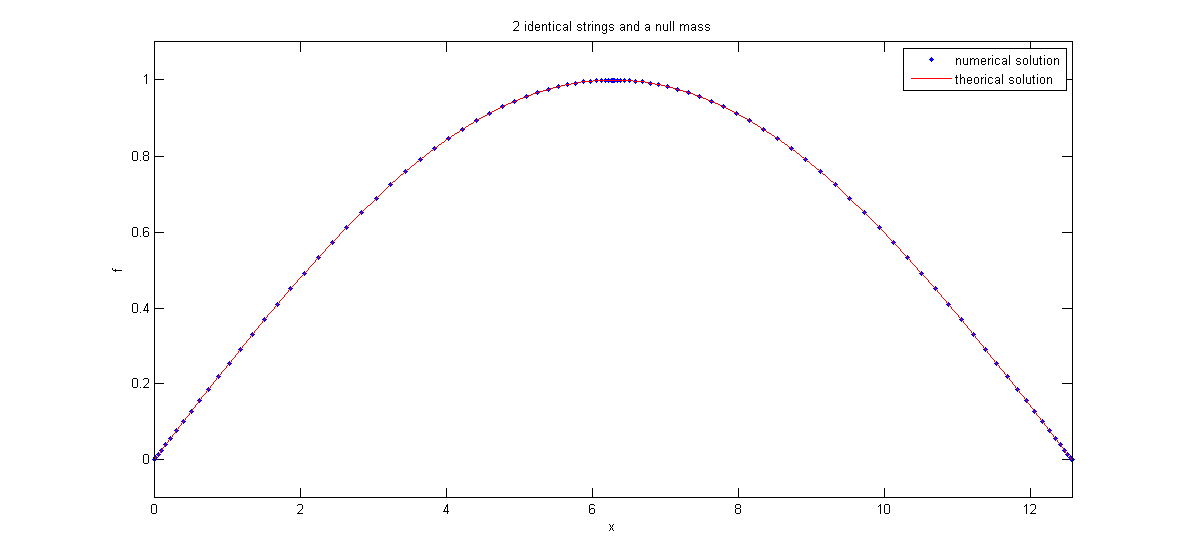 2 identical strings and a null mass
numerical solution
theorical solution
1
0.8
0.6
0.4
0.2
0
f
0 2 4 6 8 10 12
x